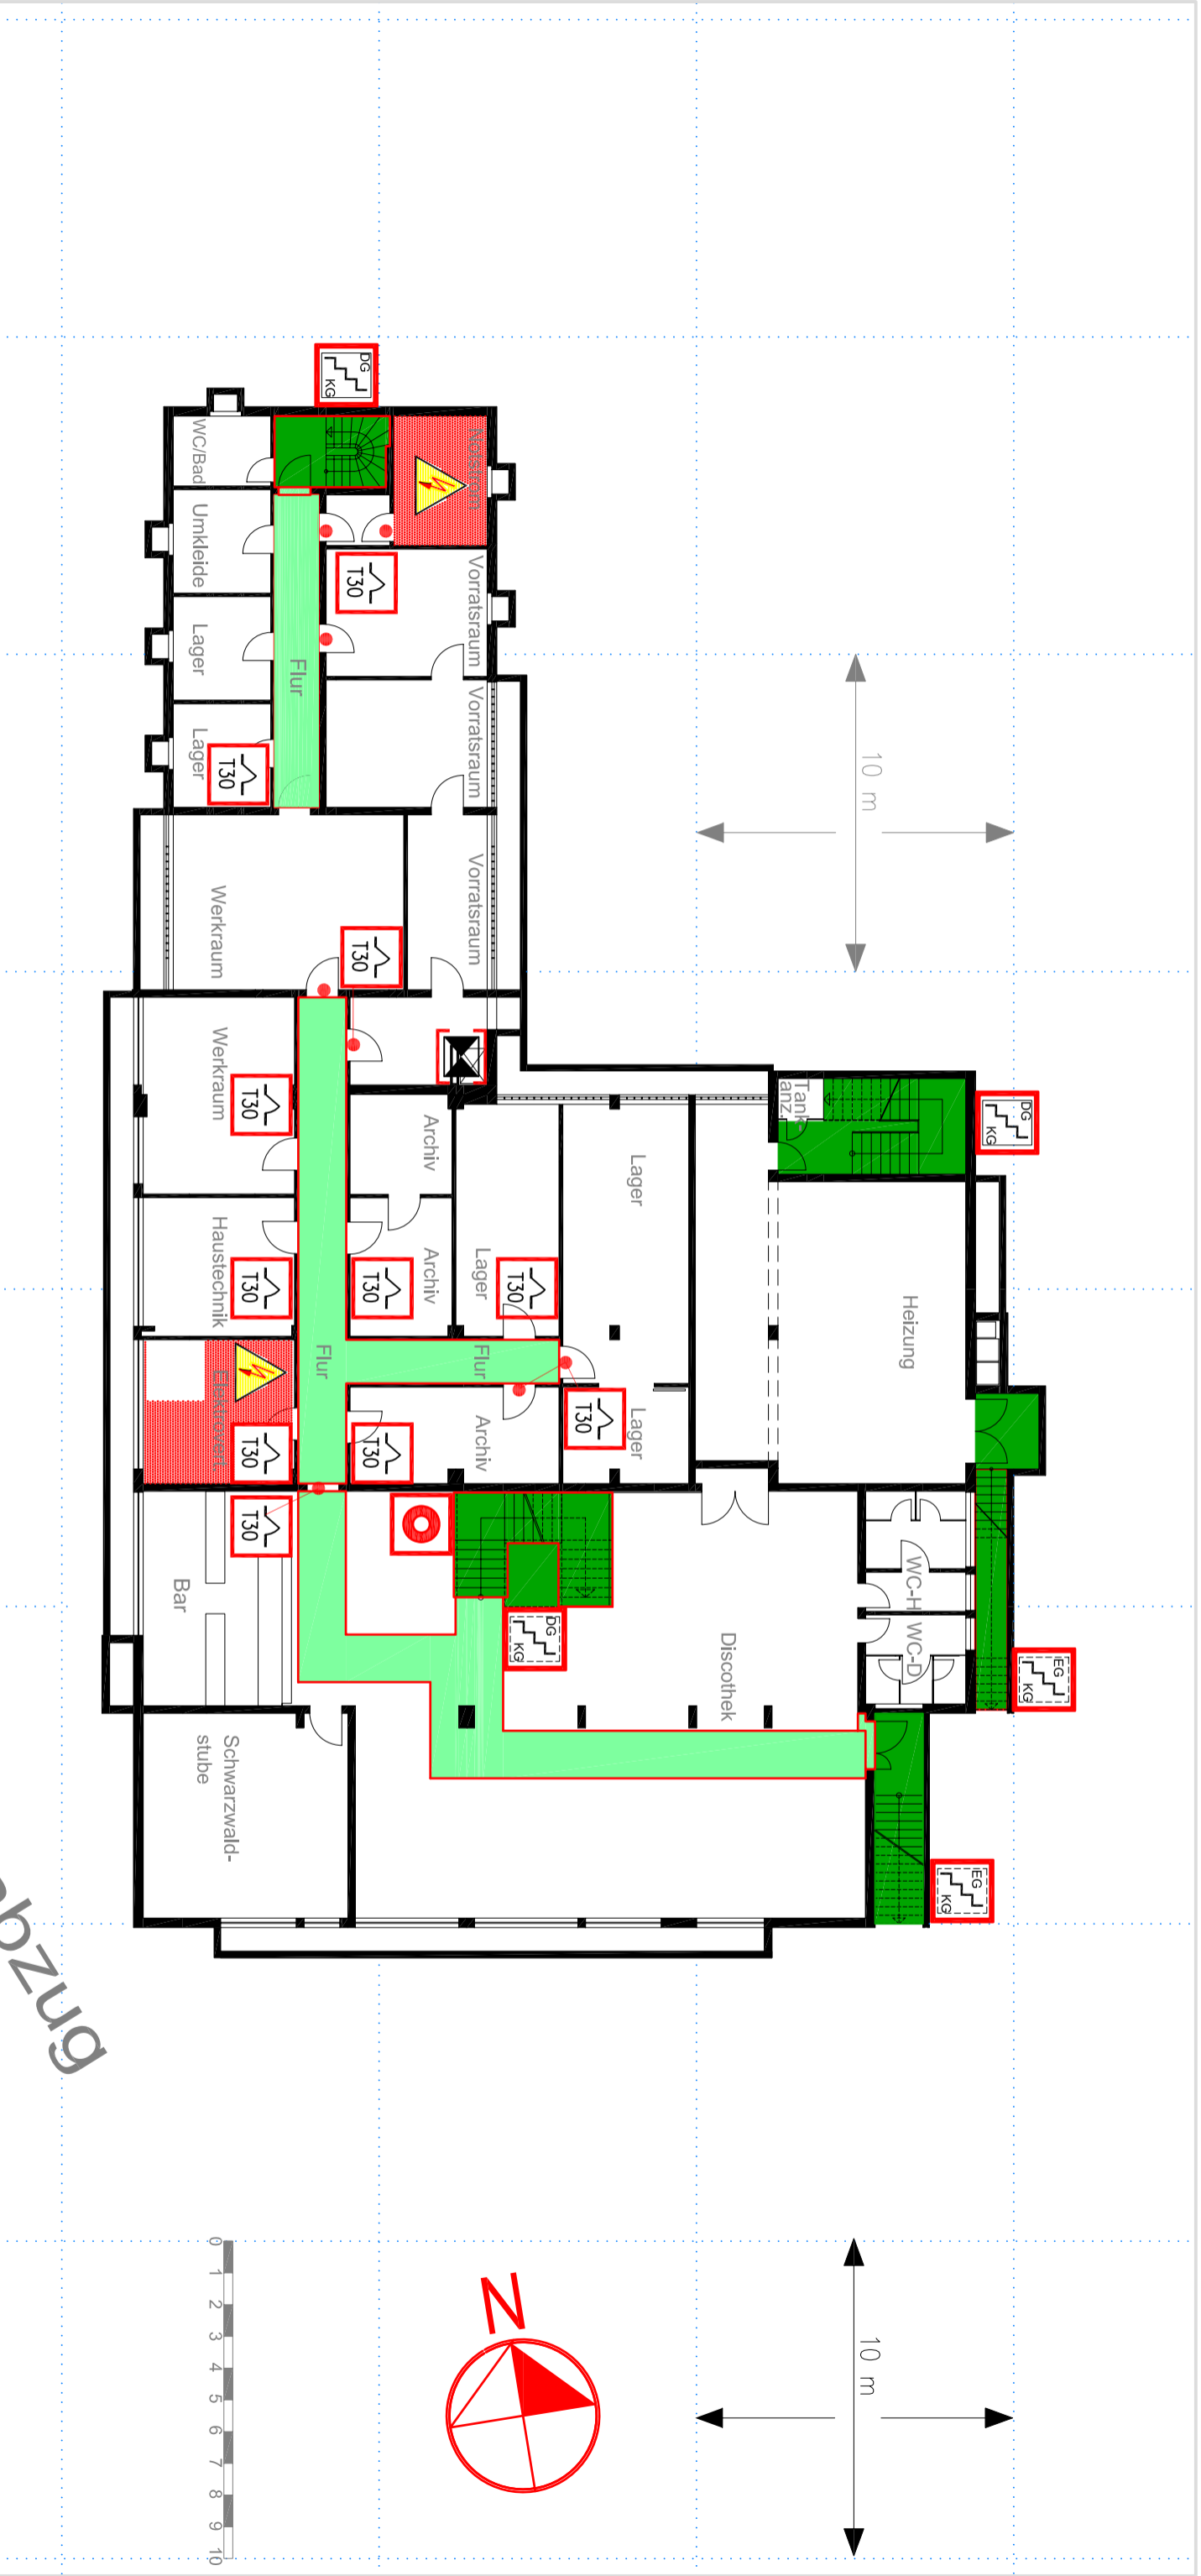 DG
KG
WC/Bad
Umkleide
Lager
Lager
T30
Flur
T30
Vorratsraum
Vorratsraum
Vorratsraum
Werkraum
T30
10 m
Werkraum
T30
Haustechnik
T30
T30
T30
Archiv
Archiv
T30
Flur
Flur
Lager
T30
Archiv
T30
Lager
Lager
T30
Tank-
anz.
DG
KG
Heizung
Bar
DG
KG
Discothek
WC-H
WC-D
EG
KG
EG
KG
Schwarzwald-
stube
bzug
N
10 m
0 1 2 3 4 5 6 7 8 9 10